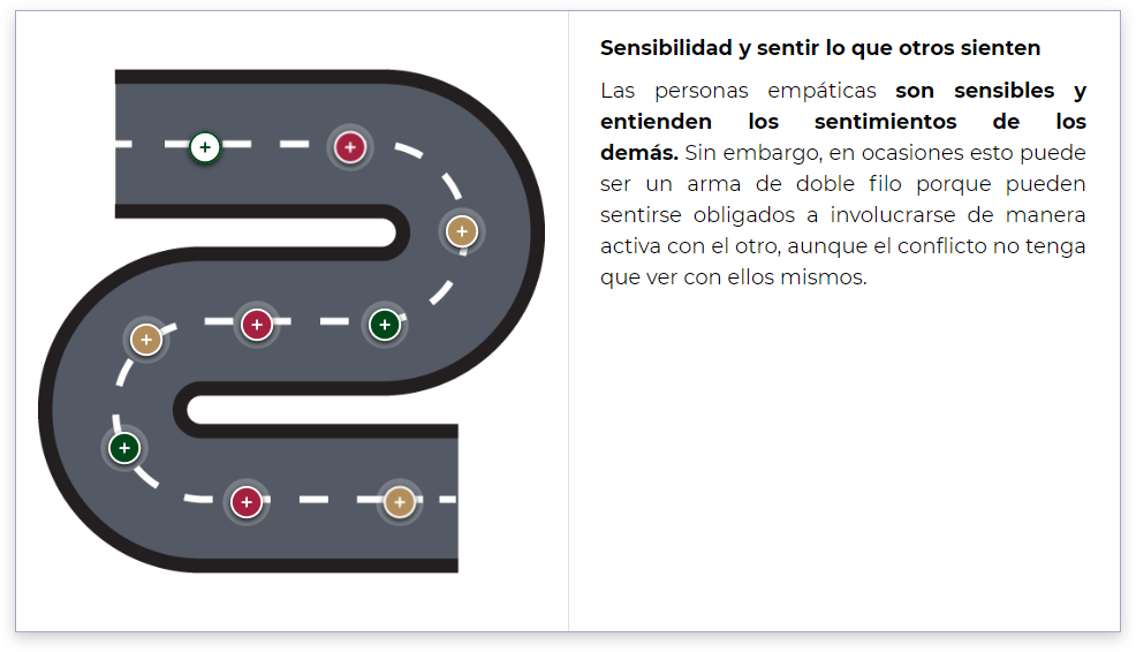 Sensibilidad y sentir lo que otros sienten
Las personas empáticas son sensibles y
entienden los sentimientos de los
demás. Sin embargo, en ocasiones esto puede
ser un arma de doble filo porque pueden
sentirse obligados a involucrarse de manera
activa con el otro, aunque el conflicto no tenga
que ver con ellos mismos.